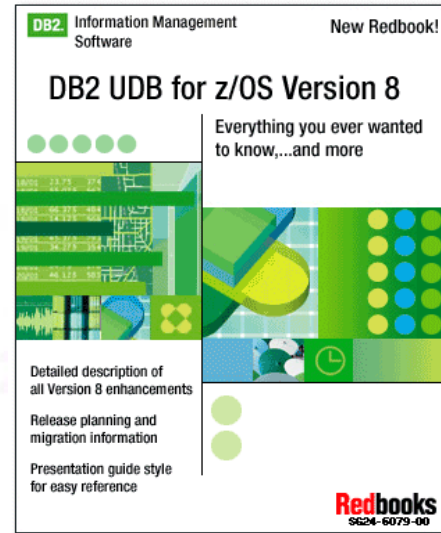 DB2. Information Management
Software
New Redbook!
DB2 UDB for z/OS Version 8
Everything you ever wanted
to know,...and more
Detailed description of
all Version 8 enhancements
Release planning and
migration information
Presentation guide style
for easy reference
Redbooks
SG24-6079-00